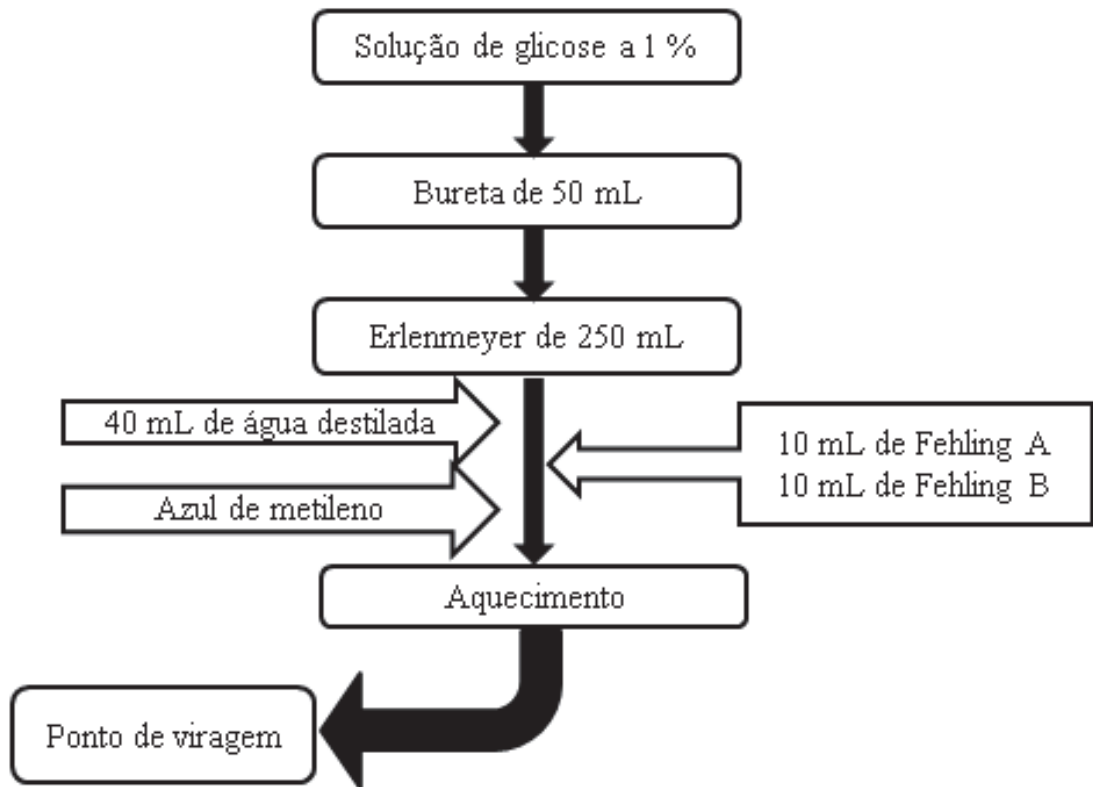 Solução de glicose a 1 %
Bureta de 50 mL
Erlenmeyer de 250 mL
40 mL de água destilada
10 mL de Fehling A
10 mL de Fehling B
Azul de metileno
Aquecimento
Ponto de viragem